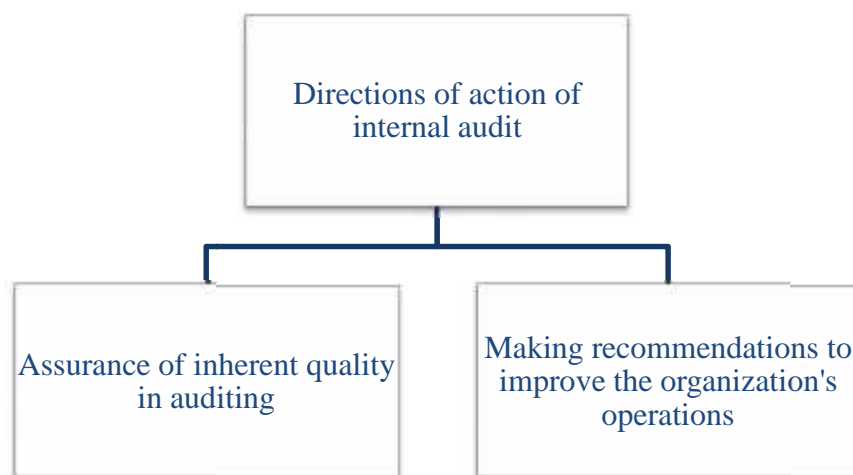 Directions of action of
internal audit
Assurance of inherent quality
in auditing
Making recommendations to
improve the organization's
operations